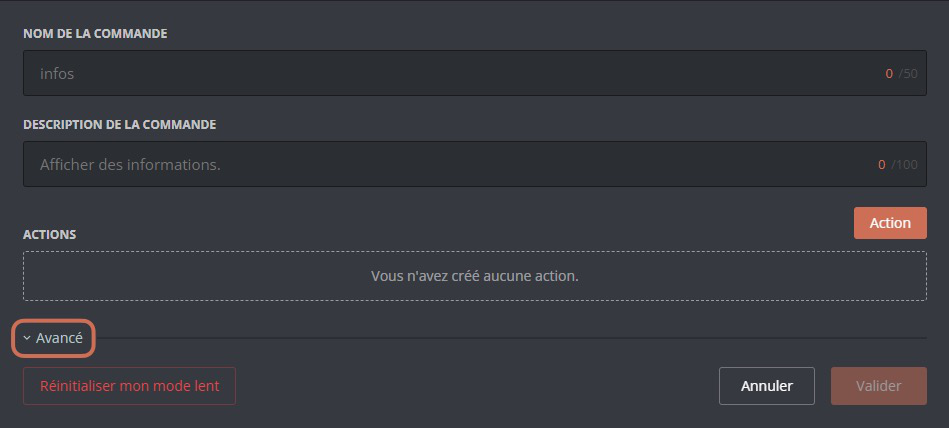 NOM DE LA COMMANDE
infos 0 /50
DESCRIPTION DE LA COMMANDE
Afficher des informations. 0 /100
Action
ACTIONS
Vous n'avez créé aucune action.
Avancé
Réinitialiser mon mode lent Annuler Valider